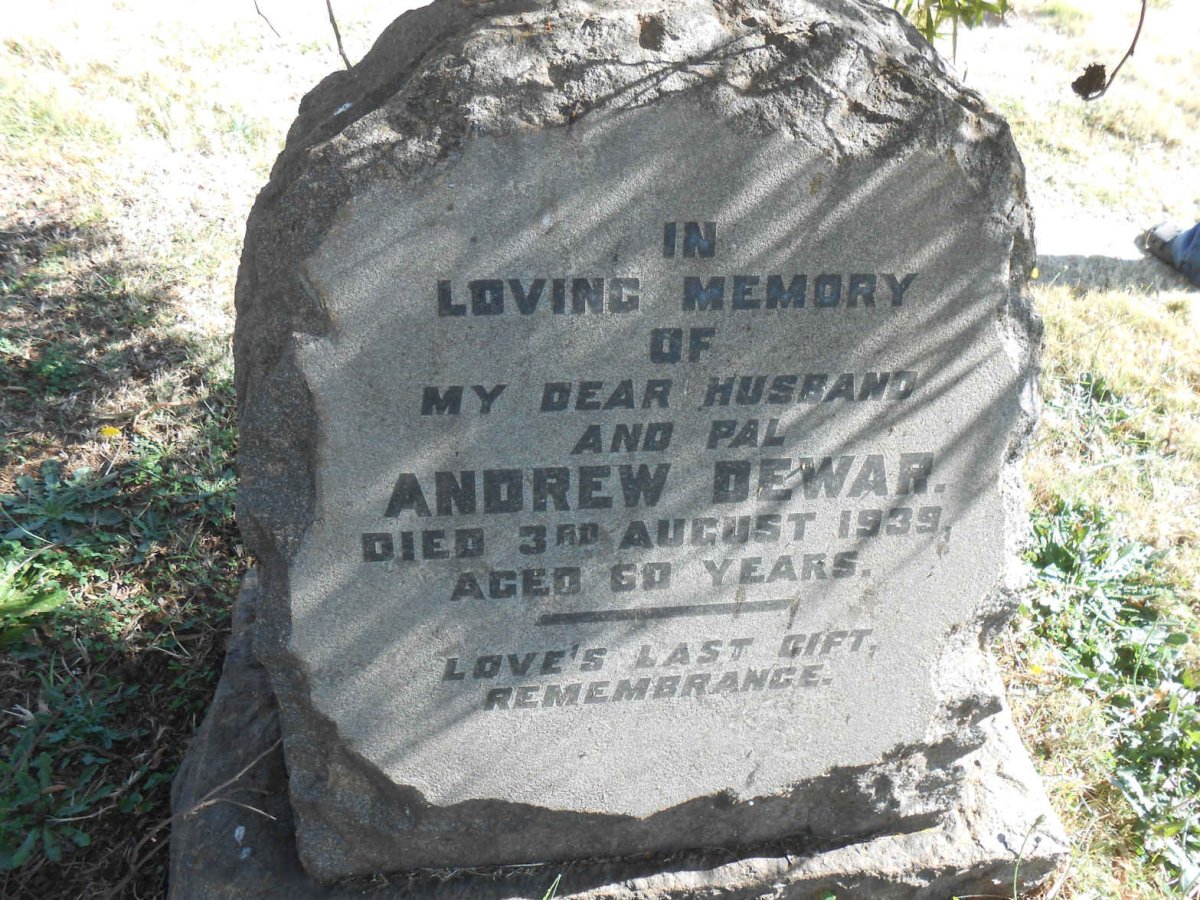 IN
LOVING MEMORY
OF
MY DEAR HUSBAND
AND PAL
ANDREW DEWAR.
DIED 3RD AUGUST 1939,
AGED 60 YEARS.
LOVE'S LAST GIFT,
REMEMBRANCE.